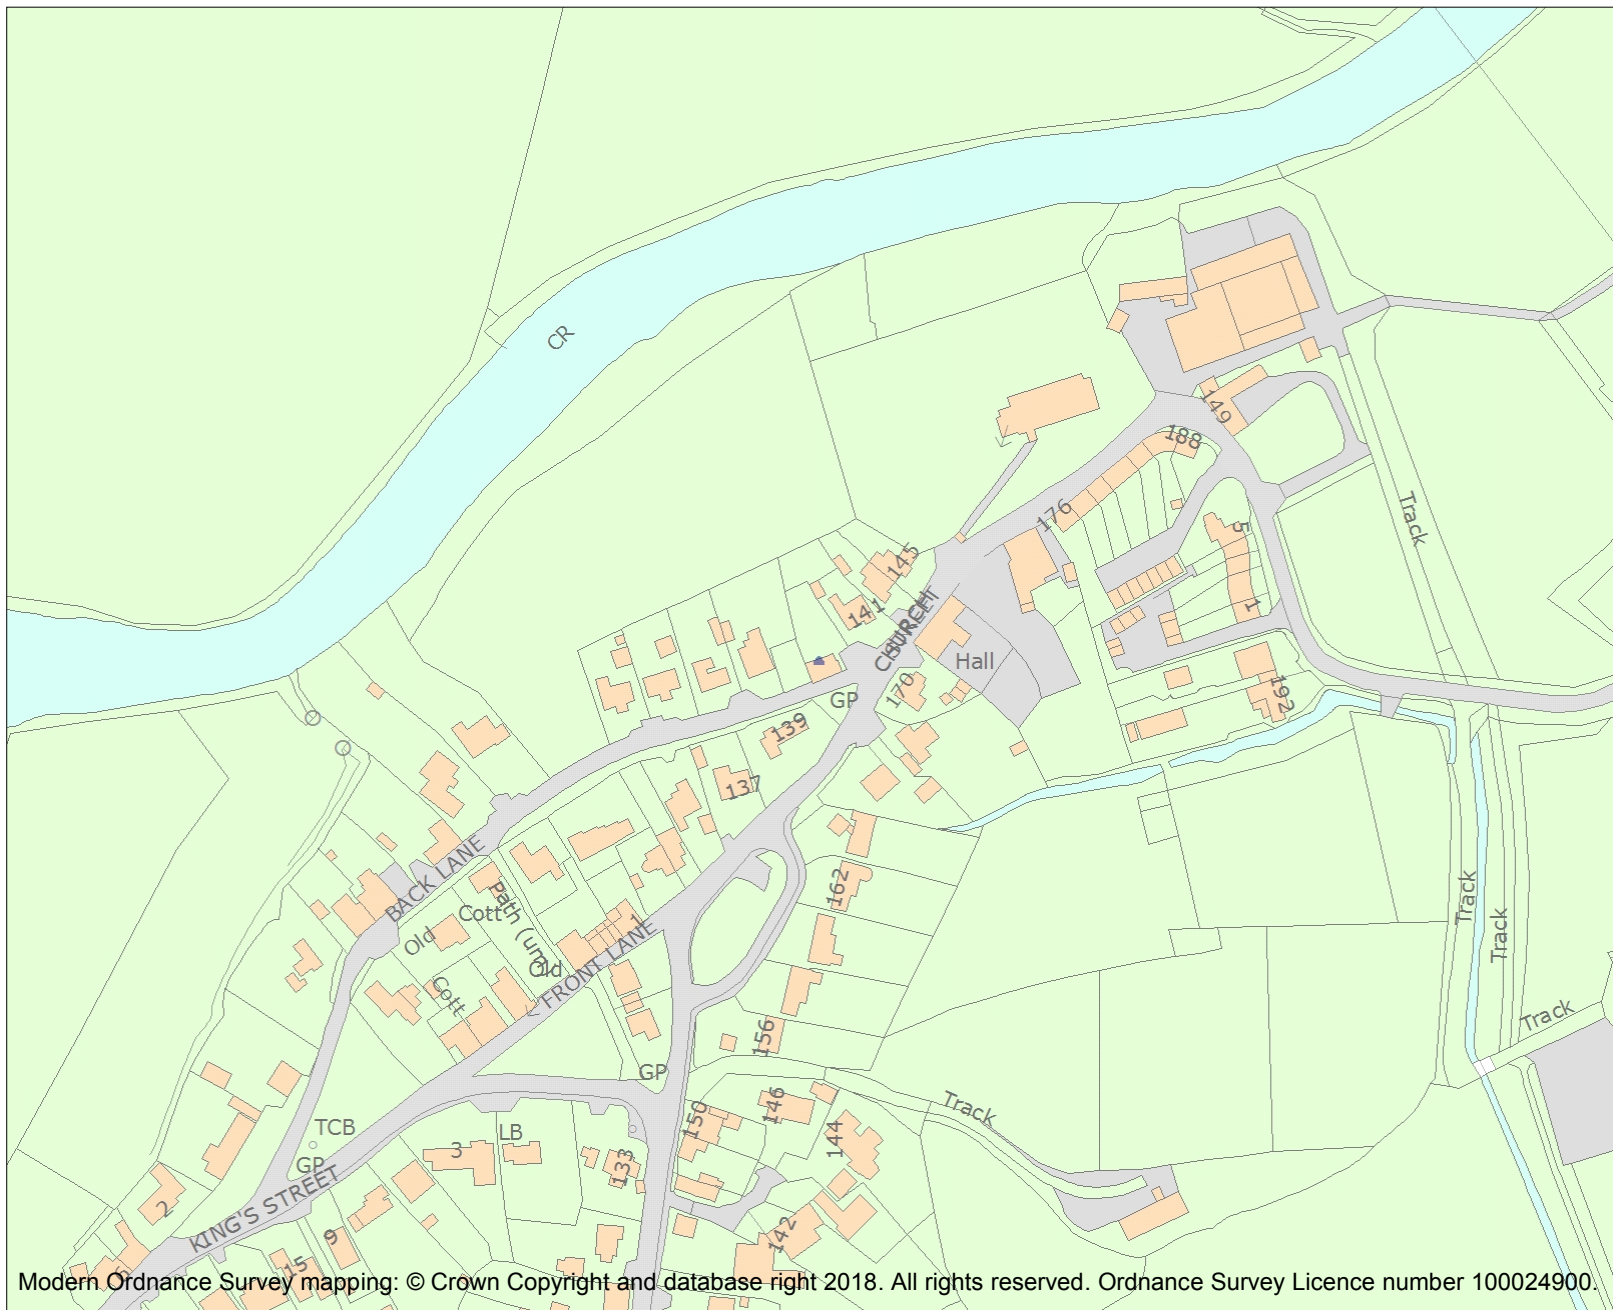 CR
149
188
176
Track
5
1
145
141
CHURCH
STREET
Hall
170
192
GP
139
137
BACK LANE
162
Path (um)
Cott
Old
1
Old
FRONT LANE
Cott
Track
Track
Track
156
GP
Track
146
150
144
TCB
LB
3
133
GP
KING'S STREET
2
9
142
15
6
Modern Ordnance Survey mapping: © Crown Copyright and database right 2018. All rights reserved. Ordnance Survey Licence number 100024900.